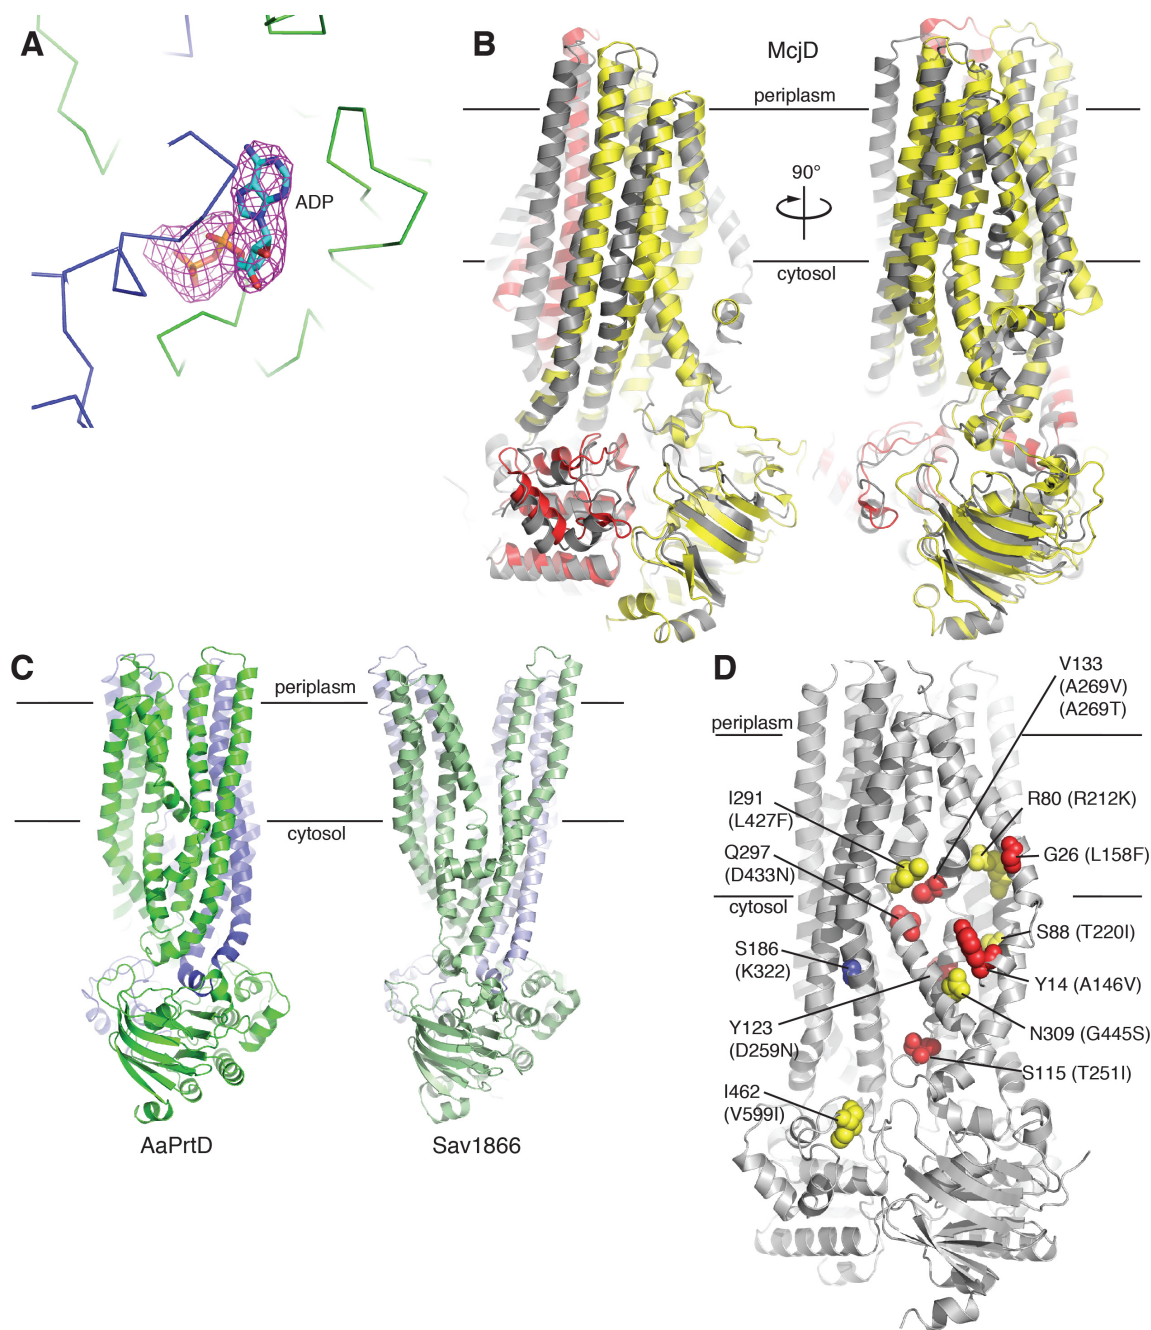 A
ADP
B
McjD
periplasm
90°
cytosol
C
periplasm
cytosol
AaPrtD
Sav1866
D
V133
(A269V)
(A269T)
periplasm
I291
(L427F)
R80 (R212K)
Q297
(D433N)
G26 (L158F)
cytosol
S88 (T220I)
S186
(K322)
Y14 (A146V)
Y123
(D259N)
N309 (G445S)
S115 (T251I)
I462
(V599I)